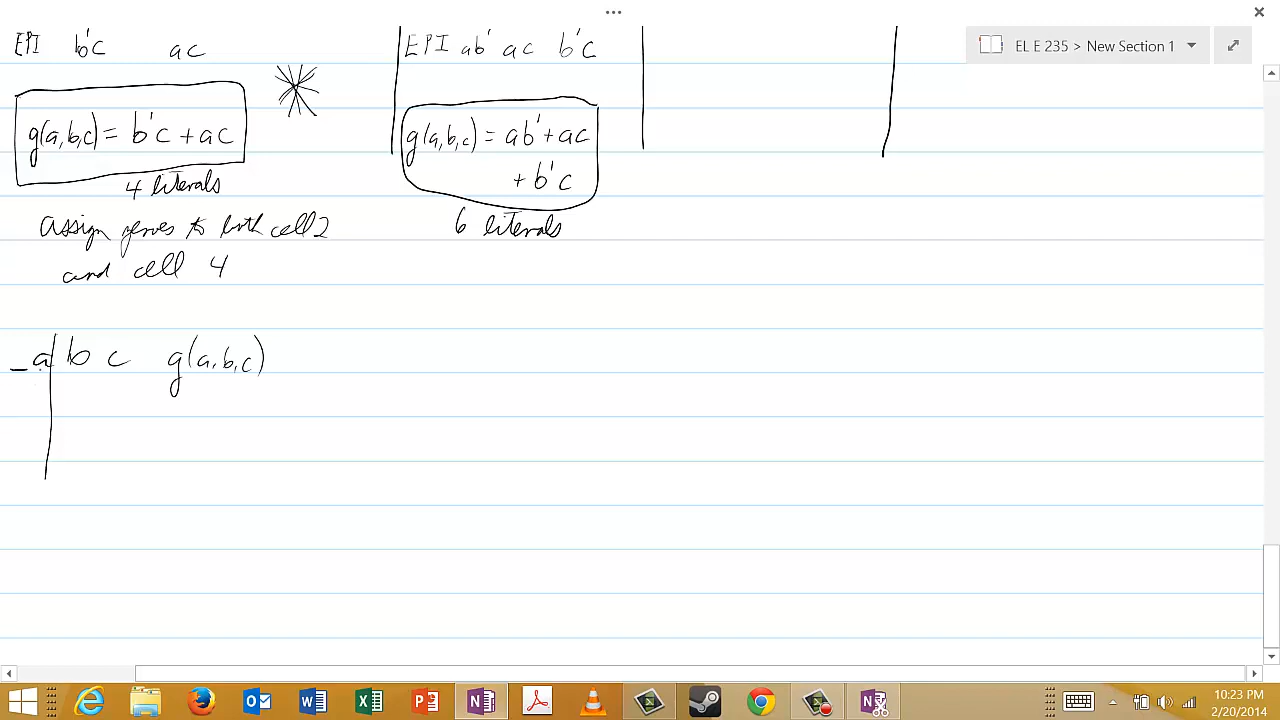 EL E 235 > New Section 1
EPI b'c ac
g(a,b,c) = b'c + ac
4 literals
assign zeroes to both cell 2
and cell 4
EPI ab' ac b'c
g(a,b,c) = ab' + ac
+ b'c
6 literals
a b c g(a,b,c)
10:23 PM
2/20/2014